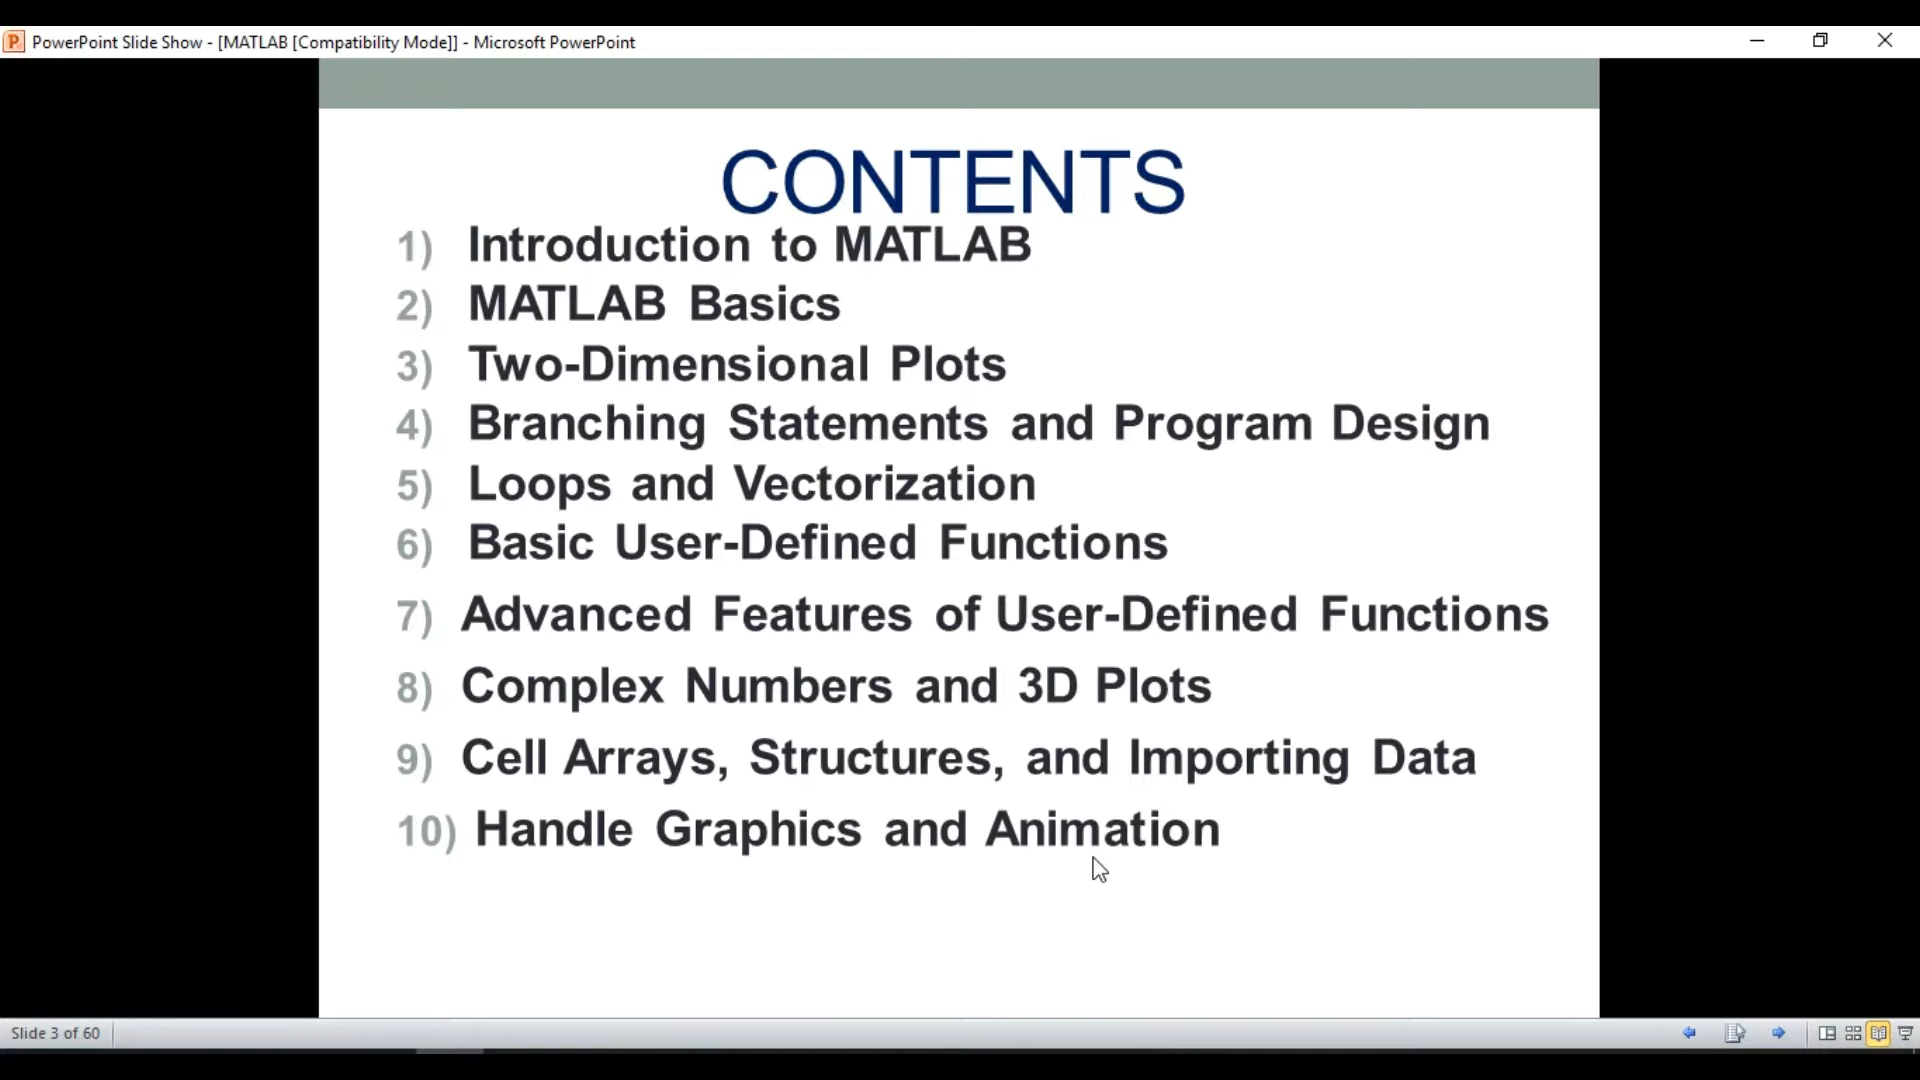 PowerPoint Slide Show - [MATLAB [Compatibility Mode]] - Microsoft PowerPoint
CONTENTS
1) Introduction to MATLAB
2) MATLAB Basics
3) Two-Dimensional Plots
4) Branching Statements and Program Design
5) Loops and Vectorization
6) Basic User-Defined Functions
7) Advanced Features of User-Defined Functions
8) Complex Numbers and 3D Plots
9) Cell Arrays, Structures, and Importing Data
10) Handle Graphics and Animation
Slide 3 of 60